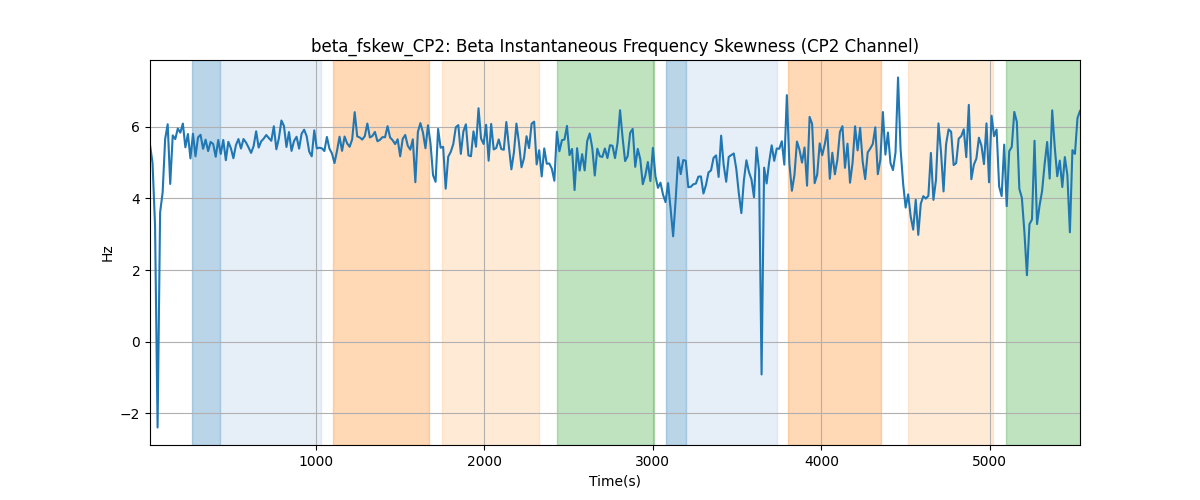 beta_fskew_CP2: Beta Instantaneous Frequency Skewness (CP2 Channel)
Hz
6
4
2
0
−2
1000 2000 3000 4000 5000
Time(s)